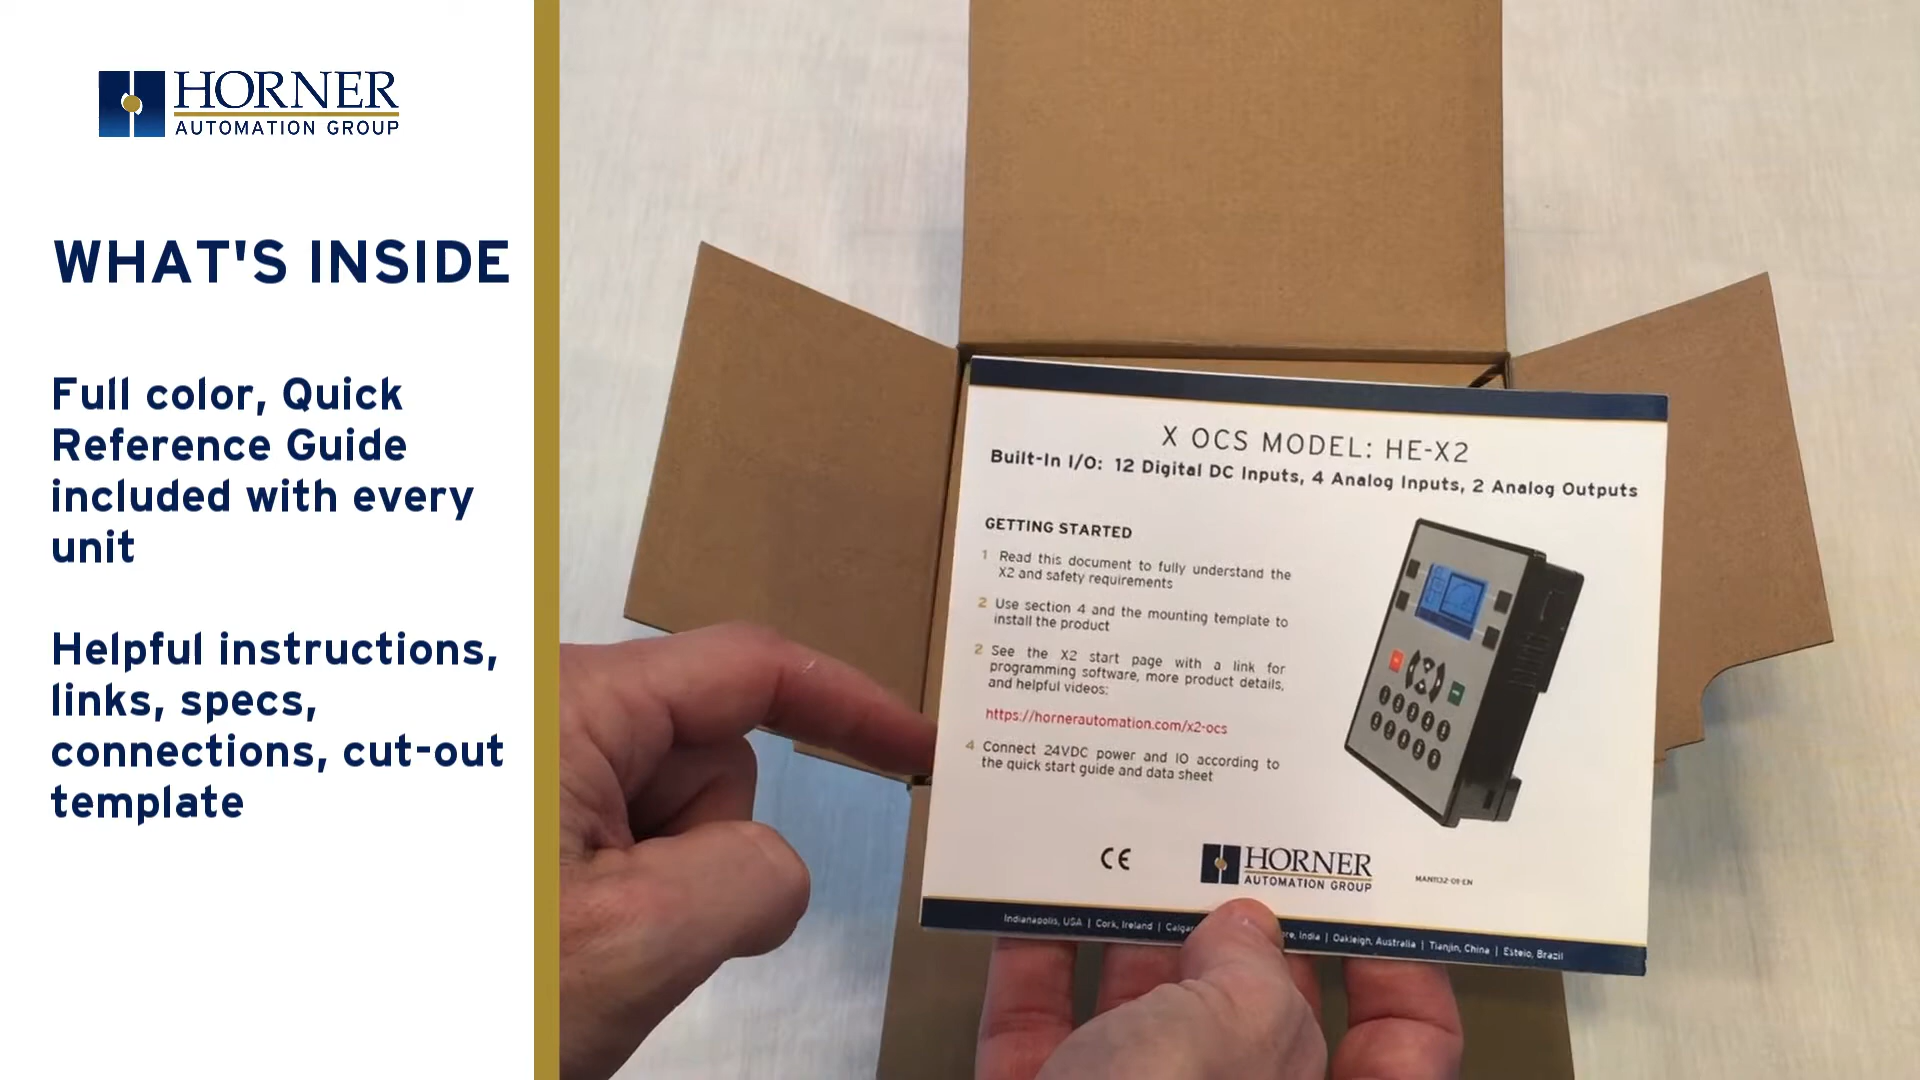 HORNER
AUTOMATION GROUP
WHAT'S INSIDE
Full color, Quick
Reference Guide
included with every
unit
Helpful instructions,
links, specs,
connections, cut-out
template
X OCS MODEL: HE-X2
Built-In I/O: 12 Digital DC Inputs, 4 Analog Inputs, 2 Analog Outputs
GETTING STARTED
1 Read this document to fully understand the
X2 and safety requirements
2 Use section 4 and the mounting template to
install the product
2 See the X2 start page with a link for
programming software, more product details,
and helpful videos:
https://hornerautomation.com/x2-ocs
4 Connect 24VDC power and IO according to
the quick start guide and data sheet
CE
HORNER
AUTOMATION GROUP
MAN1132-01-EN
Indianapolis, USA | Cork, Ireland | India | Oakleigh, Australia | Tianjin, China | Esteio, Brazil